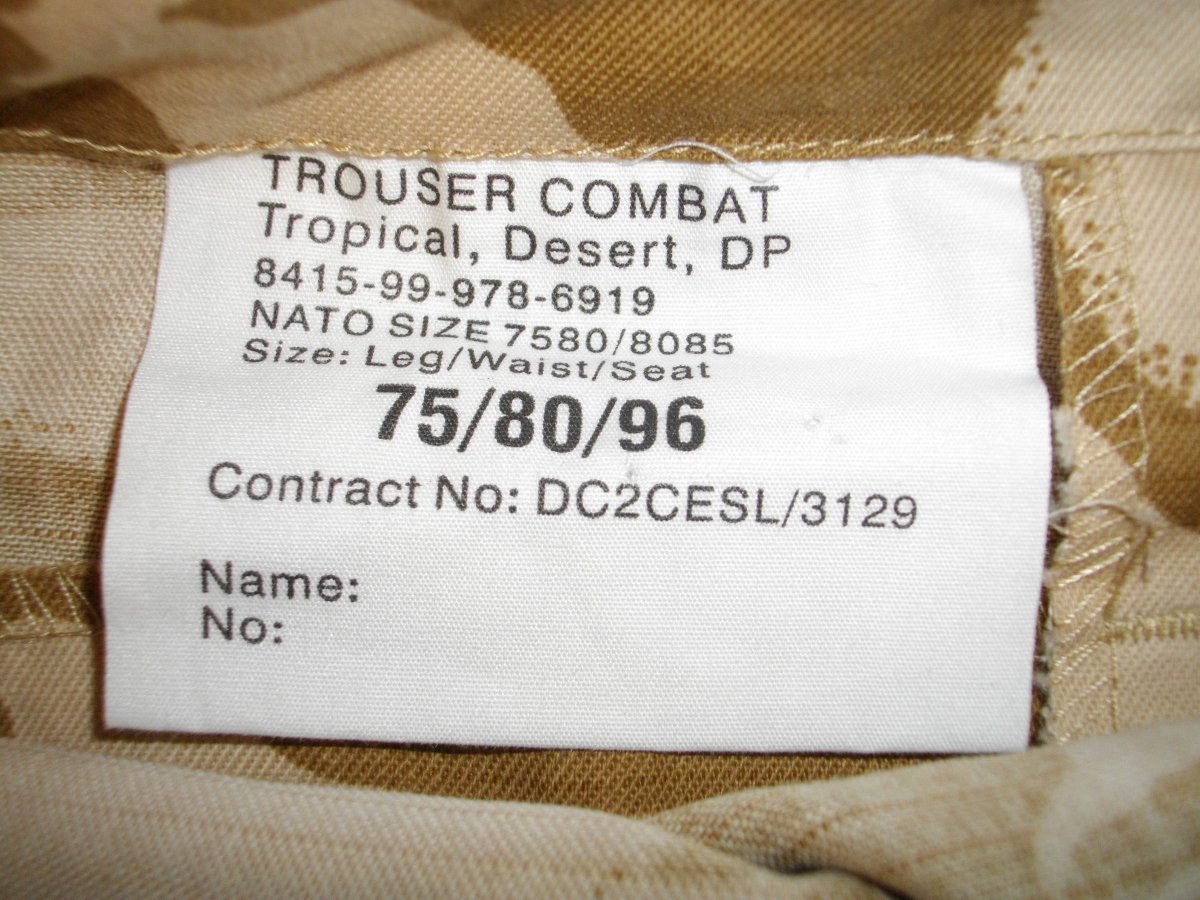 TROUSER COMBAT
Tropical, Desert, DP
8415-99-978-6919
NATO SIZE 7580/8085
Size: Leg/Waist/Seat
75/80/96
Contract No: DC2CESL/3129
Name:
No: